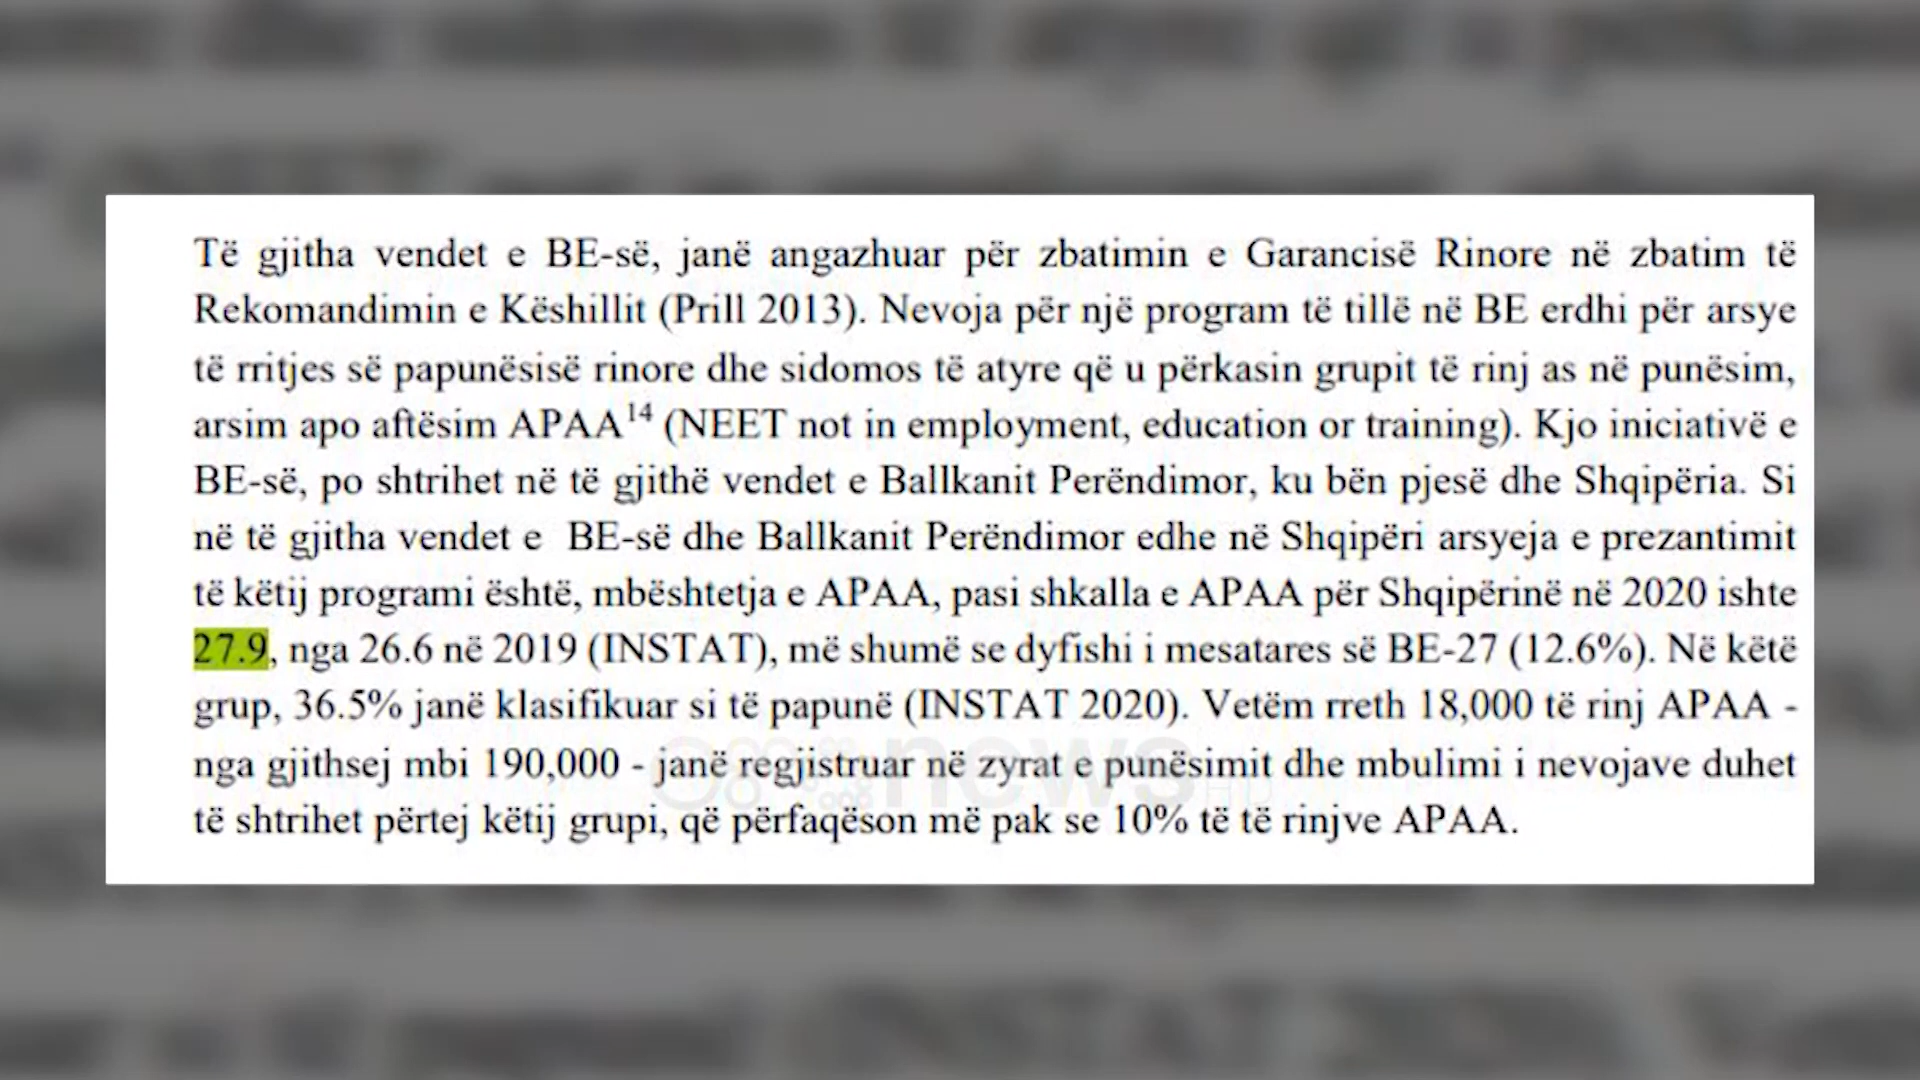 Të gjitha vendet e BE-së, janë angazhuar për zbatimin e Garancisë Rinore në zbatim të
Rekomandimin e Këshillit (Prill 2013). Nevoja për një program të tillë në BE erdhi për arsye
të rritjes së papunësisë rinore dhe sidomos të atyre që u përkasin grupit të rinj as në punësim,
arsim apo aftësim APAA¹⁴ (NEET not in employment, education or training). Kjo iniciativë e
BE-së, po shtrihet në të gjithë vendet e Ballkanit Perëndimor, ku bën pjesë dhe Shqipëria. Si
në të gjitha vendet e BE-së dhe Ballkanit Perëndimor edhe në Shqipëri arsyeja e prezantimit
të këtij programi është, mbështetja e APAA, pasi shkalla e APAA për Shqipërinë në 2020 ishte
27.9, nga 26.6 në 2019 (INSTAT), më shumë se dyfishi i mesatares së BE-27 (12.6%). Në këtë
grup, 36.5% janë klasifikuar si të papunë (INSTAT 2020). Vetëm rreth 18,000 të rinj APAA -
nga gjithsej mbi 190,000 - janë regjistruar në zyrat e punësimit dhe mbulimi i nevojave duhet
të shtrihet përtej këtij grupi, që përfaqëson më pak se 10% të të rinjve APAA.
news